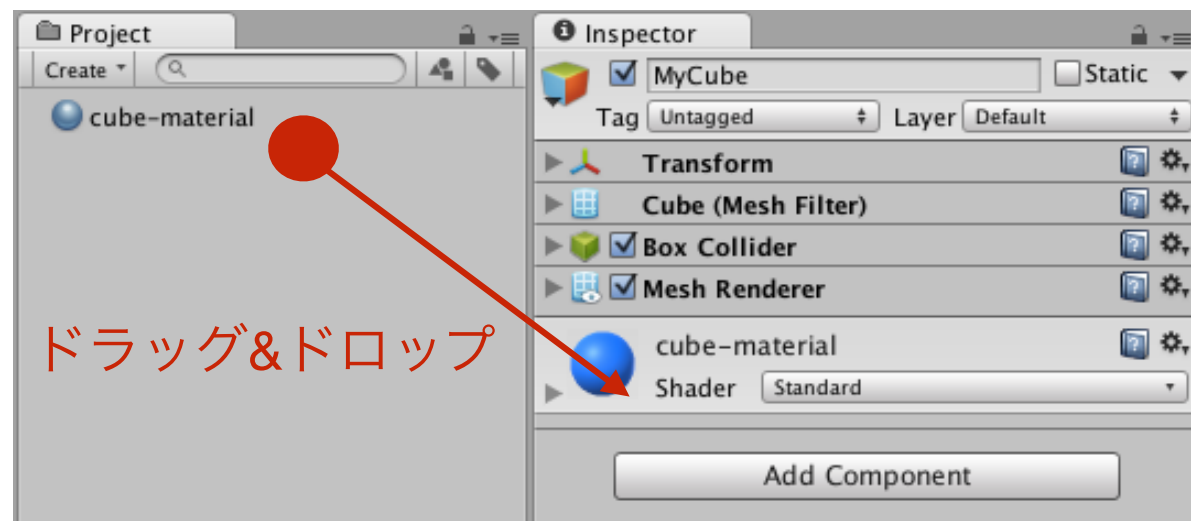 Project
Create
cube-material
ドラッグ&ドロップ
Inspector
MyCube
Static
Tag Untagged Layer Default
Transform
Cube (Mesh Filter)
Box Collider
Mesh Renderer
cube-material
Shader Standard
Add Component